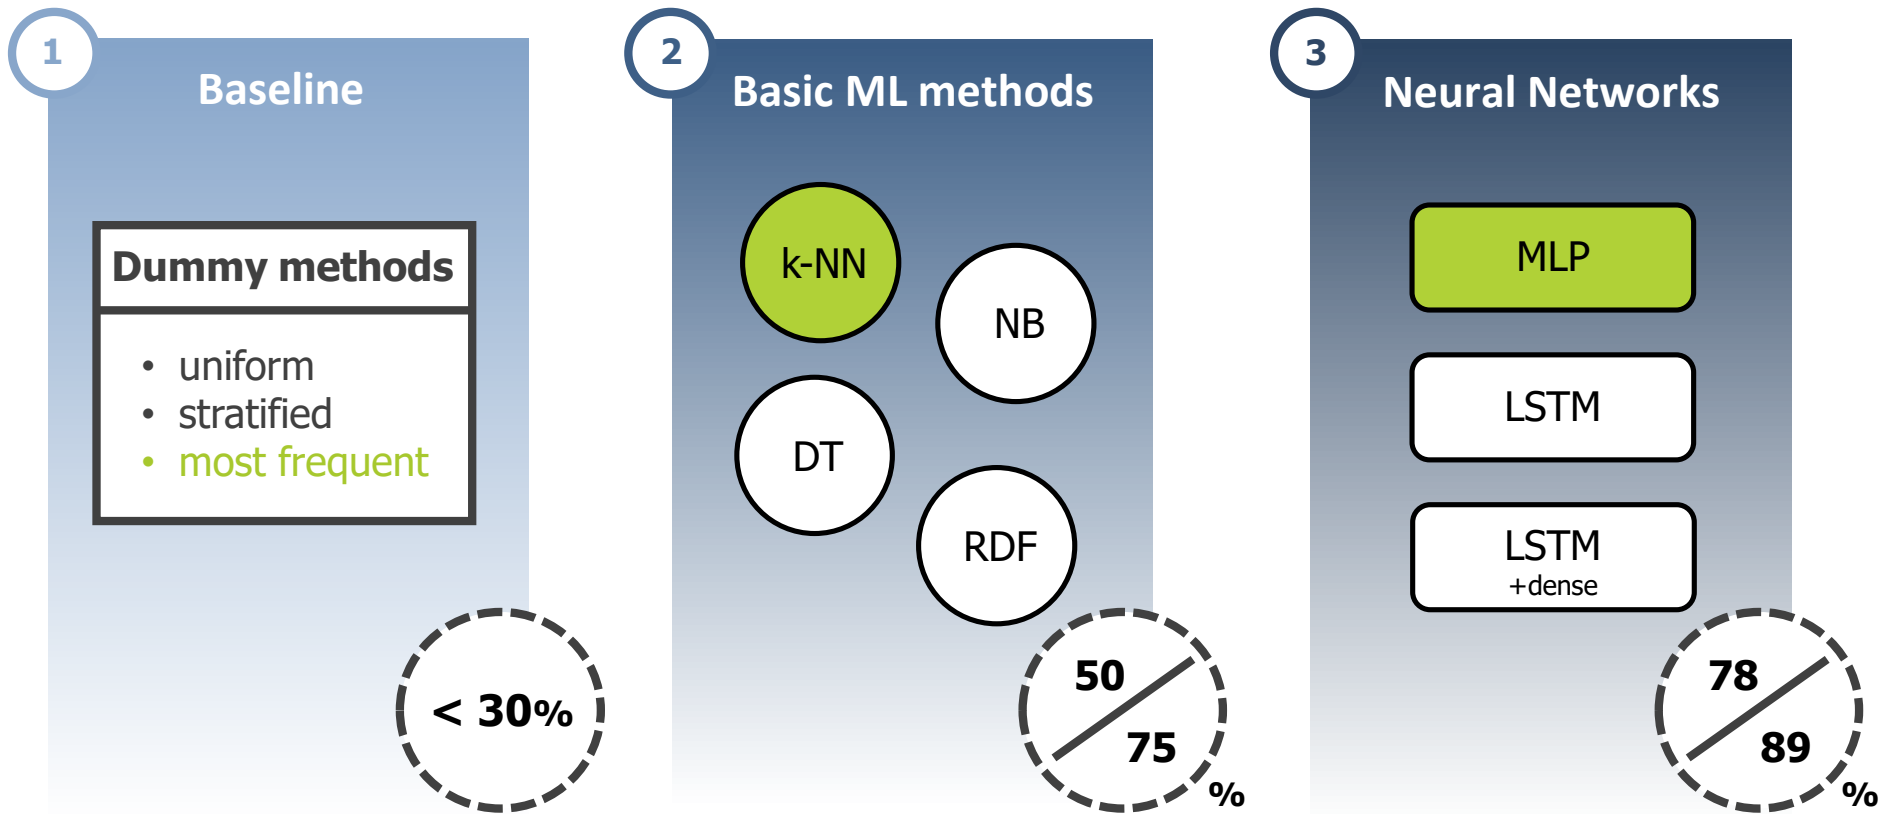 1
Baseline
Dummy methods
• uniform
• stratified
• most frequent
< 30%
2
Basic ML methods
k-NN
NB
DT
RDF
50
75
%
3
Neural Networks
MLP
LSTM
LSTM
+dense
78
89
%